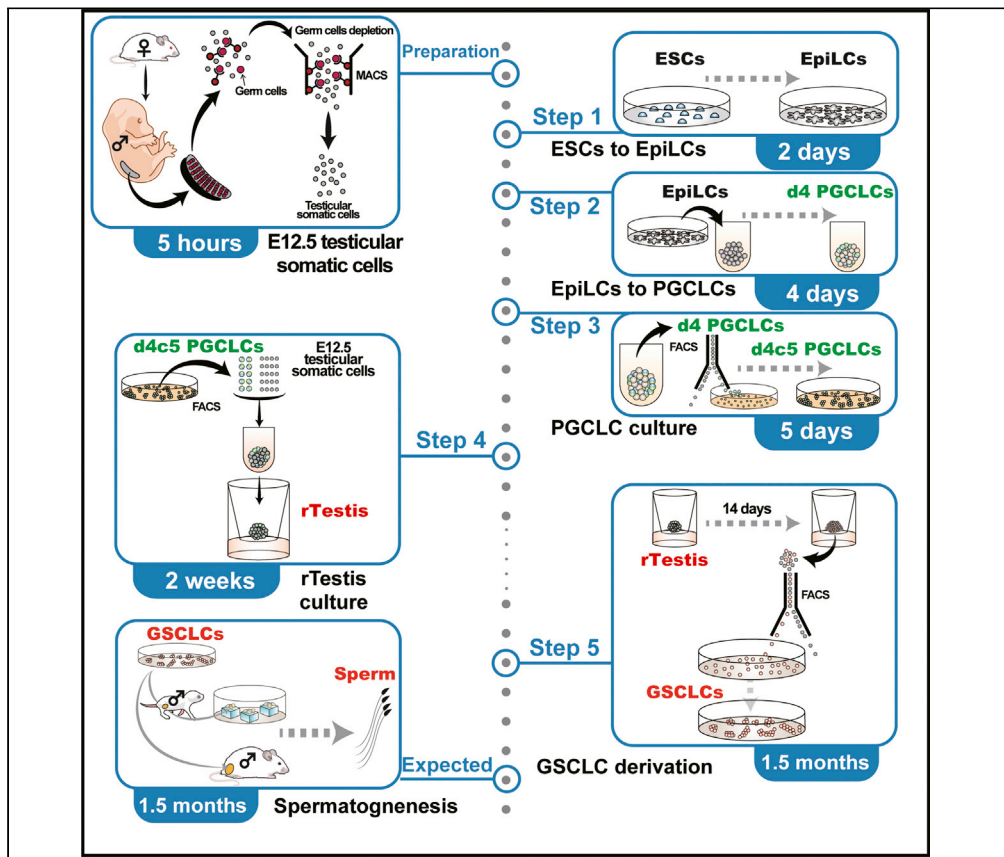 Germ cells depletion
MACS
Germ cells
Testicular
somatic cells
5 hours
E12.5 testicular
somatic cells
Preparation
ESCs
EpiLCs
Step 1
ESCs to EpiLCs
2 days
EpiLCs
d4 PGCLCs
Step 2
EpiLCs to PGCLCs
4 days
Step 3
d4 PGCLCs
FACS
d4c5 PGCLCs
PGCLC culture
5 days
d4c5 PGCLCs
E12.5
testicular
somatic cells
FACS
Step 4
rTestis
2 weeks
rTestis
culture
14 days
rTestis
FACS
Step 5
GSCLCs
GSCLC derivation
1.5 months
GSCLCs
Sperm
Expected
1.5 months
Spermatognenesis